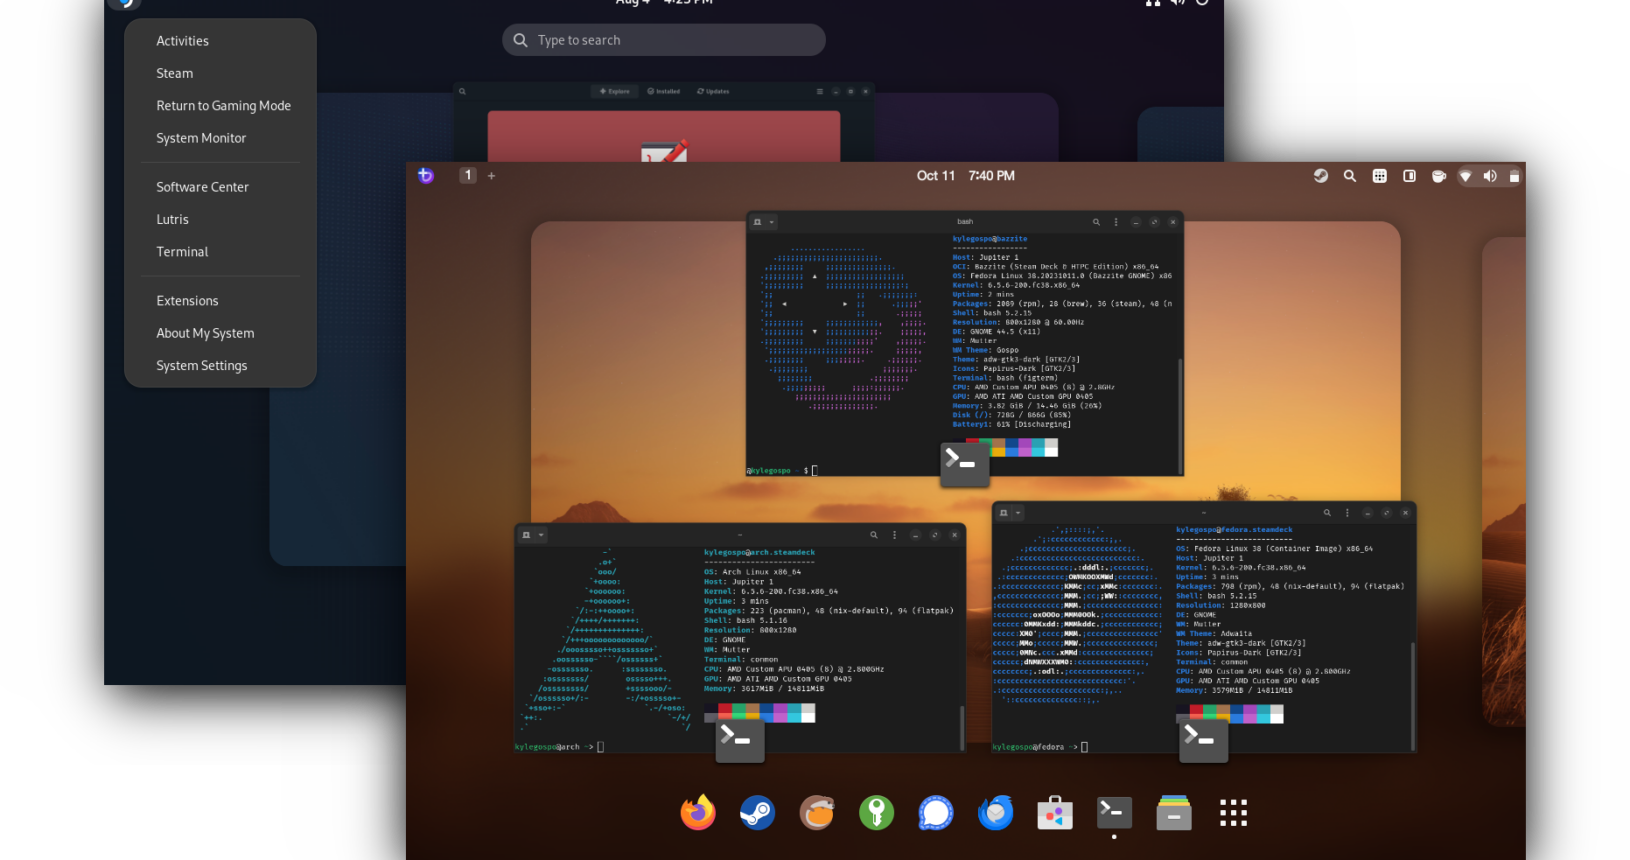 Aug 4 4:23 PM
Activities
Steam
Return to Gaming Mode
System Monitor
Software Center
Lutris
Terminal
Extensions
About My System
System Settings
Type to search
Explore
Installed
Updates
1 +
Oct 11 7:40 PM
bash
kylegospo@bazzite
-----------------
Host: Jupiter 1
OCI: Bazzite (Steam Deck & HTPC Edition) x86_64
OS: Fedora Linux 38.20231011.0 (Bazzite GNOME) x86
Kernel: 6.5.6-200.fc38.x86_64
Uptime: 2 mins
Packages: 2089 (rpm), 28 (brew), 36 (steam), 48 (n
Shell: bash 5.2.15
Resolution: 800x1280 @ 60.00Hz
DE: GNOME 44.5 (x11)
WM: Mutter
WM Theme: Gospo
Theme: adw-gtk3-dark [GTK2/3]
Icons: Papirus-Dark [GTK2/3]
Terminal: bash (figterm)
CPU: AMD Custom APU 0405 (8) @ 2.8GHz
GPU: AMD ATI AMD Custom GPU 0405
Memory: 3.82 GiB / 14.46 GiB (26%)
Disk (/): 728G / 866G (85%)
Battery1: 61% [Discharging]
@kylegospo ~ $
~
kylegospo@arch.steamdeck
------------------------
OS: Arch Linux x86_64
Host: Jupiter 1
Kernel: 6.5.6-200.fc38.x86_64
Uptime: 3 mins
Packages: 223 (pacman), 48 (nix-default), 94 (flatpak)
Shell: bash 5.1.16
Resolution: 800x1280
DE: GNOME
WM: Mutter
Terminal: conmon
CPU: AMD Custom APU 0405 (8) @ 2.800GHz
GPU: AMD ATI AMD Custom GPU 0405
Memory: 3617MiB / 14811MiB
kylegospo@arch ~>
~
kylegospo@fedora.steamdeck
--------------------------
OS: Fedora Linux 38 (Container Image) x86_64
Host: Jupiter 1
Kernel: 6.5.6-200.fc38.x86_64
Uptime: 3 mins
Packages: 798 (rpm), 48 (nix-default), 94 (flatpak)
Shell: bash 5.2.15
Resolution: 1280x800
DE: GNOME
WM: Mutter
WM Theme: Adwaita
Theme: adw-gtk3-dark [GTK2/3]
Icons: Papirus-Dark [GTK2/3]
Terminal: conmon
CPU: AMD Custom APU 0405 (8) @ 2.800GHz
GPU: AMD ATI AMD Custom GPU 0405
Memory: 3579MiB / 14811MiB
kylegospo@fedora ~>